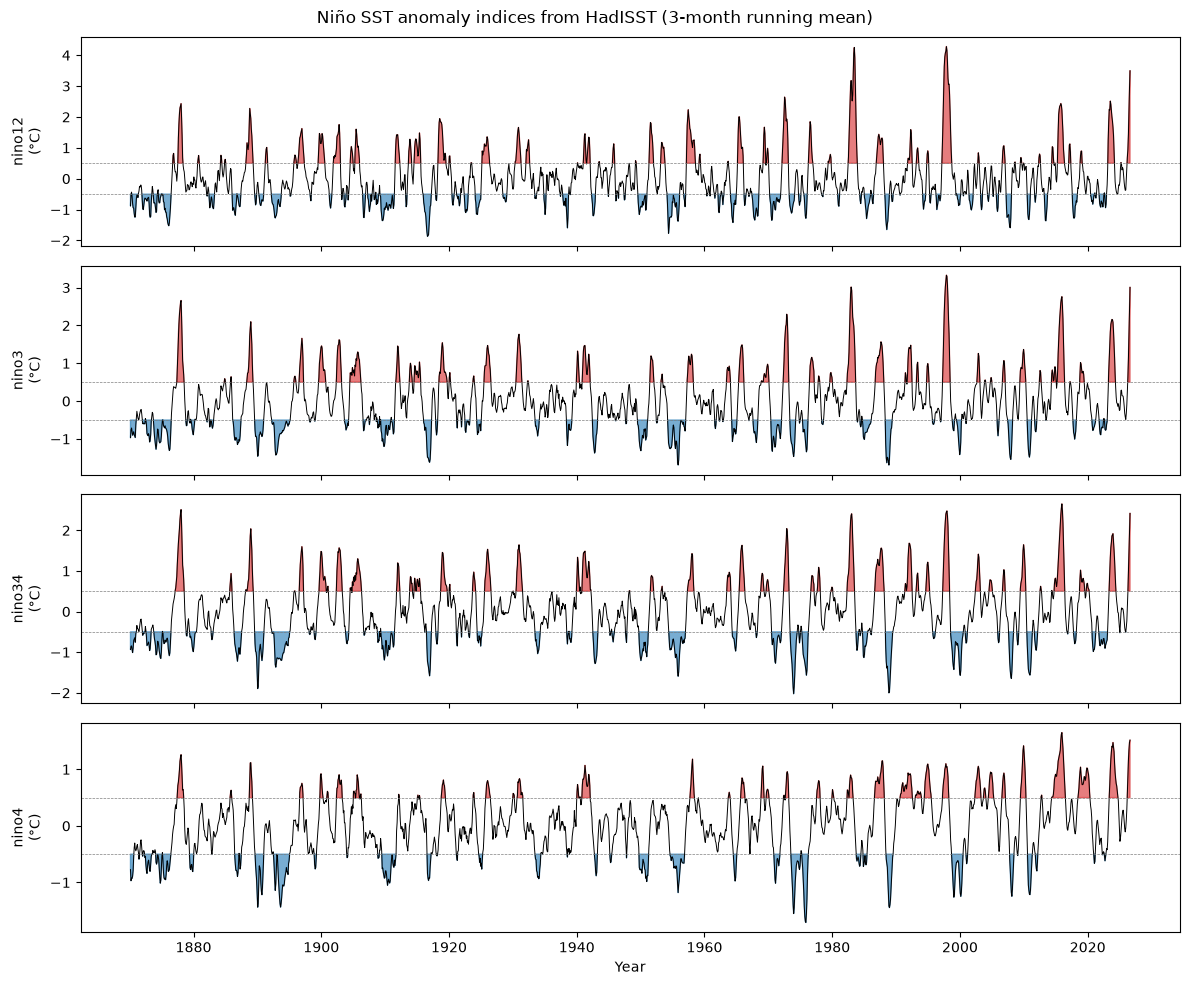 Niño SST anomaly indices from HadISST (3-month running mean)
nino12
(°C)
4
3
2
1
0
−1
−2
nino3
(°C)
3
2
1
0
−1
nino34
(°C)
2
1
0
−1
−2
nino4
(°C)
1
0
−1
1880 1900 1920 1940 1960 1980 2000 2020
Year